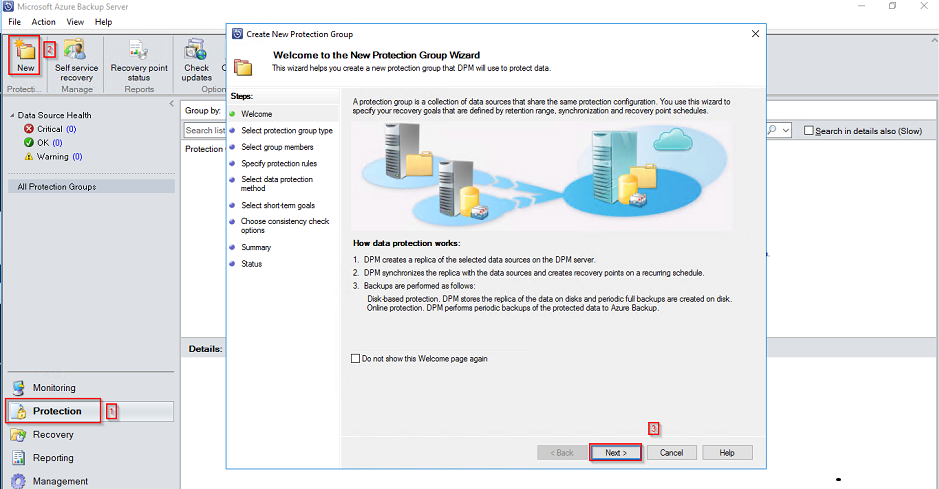 Microsoft Azure Backup Server
File Action View Help
New
2
Self service recovery
Recovery point status
Check updates
Protecti...
Manage
Reports
Option
Data Source Health
Critical (0)
OK (0)
Warning (0)
All Protection Groups
Group by:
Search list
Search in details also (Slow)
Protection
Details:
Monitoring
Protection
1
Recovery
Reporting
Management
Create New Protection Group
Welcome to the New Protection Group Wizard
This wizard helps you create a new protection group that DPM will use to protect data.
Steps:
Welcome
Select protection group type
Select group members
Specify protection rules
Select data protection
method
Select short-term goals
Choose consistency check
options
Summary
Status
A protection group is a collection of data sources that share the same protection configuration. You use this wizard to
specify your recovery goals that are defined by retention range, synchronization and recovery point schedules.
How data protection works:
1. DPM creates a replica of the selected data sources on the DPM server.
2. DPM synchronizes the replica with the data sources and creates recovery points on a recurring schedule.
3. Backups are performed as follows:
Disk-based protection. DPM stores the replica of the data on disks and periodic full backups are created on disk.
Online protection. DPM performs periodic backups of the protected data to Azure Backup.
Do not show this Welcome page again
3
< Back
Next >
Cancel
Help